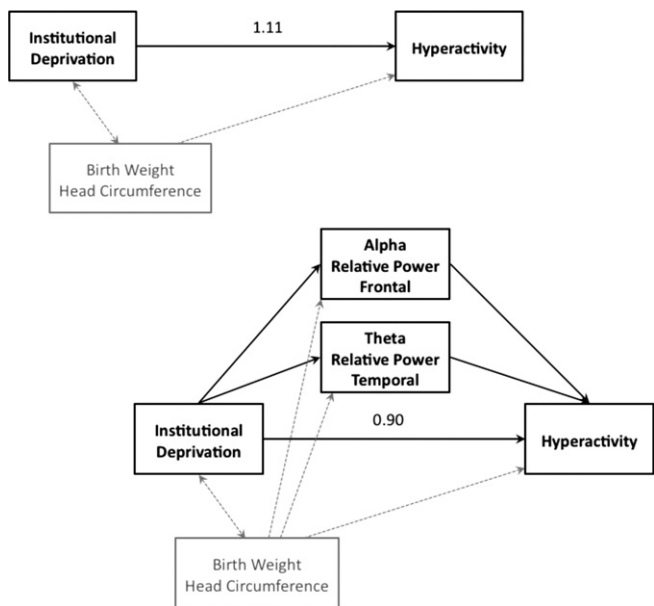 Institutional
Deprivation
1.11
Hyperactivity
Birth Weight
Head Circumference
Alpha
Relative Power
Frontal
Theta
Relative Power
Temporal
Institutional
Deprivation
0.90
Hyperactivity
Birth Weight
Head Circumference